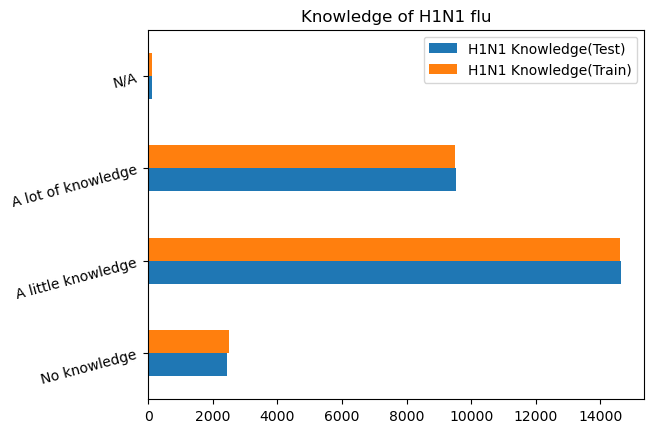 Knowledge of H1N1 flu
H1N1 Knowledge(Test)
H1N1 Knowledge(Train)
N/A
A lot of knowledge
A little knowledge
No knowledge
0 2000 4000 6000 8000 10000 12000 14000